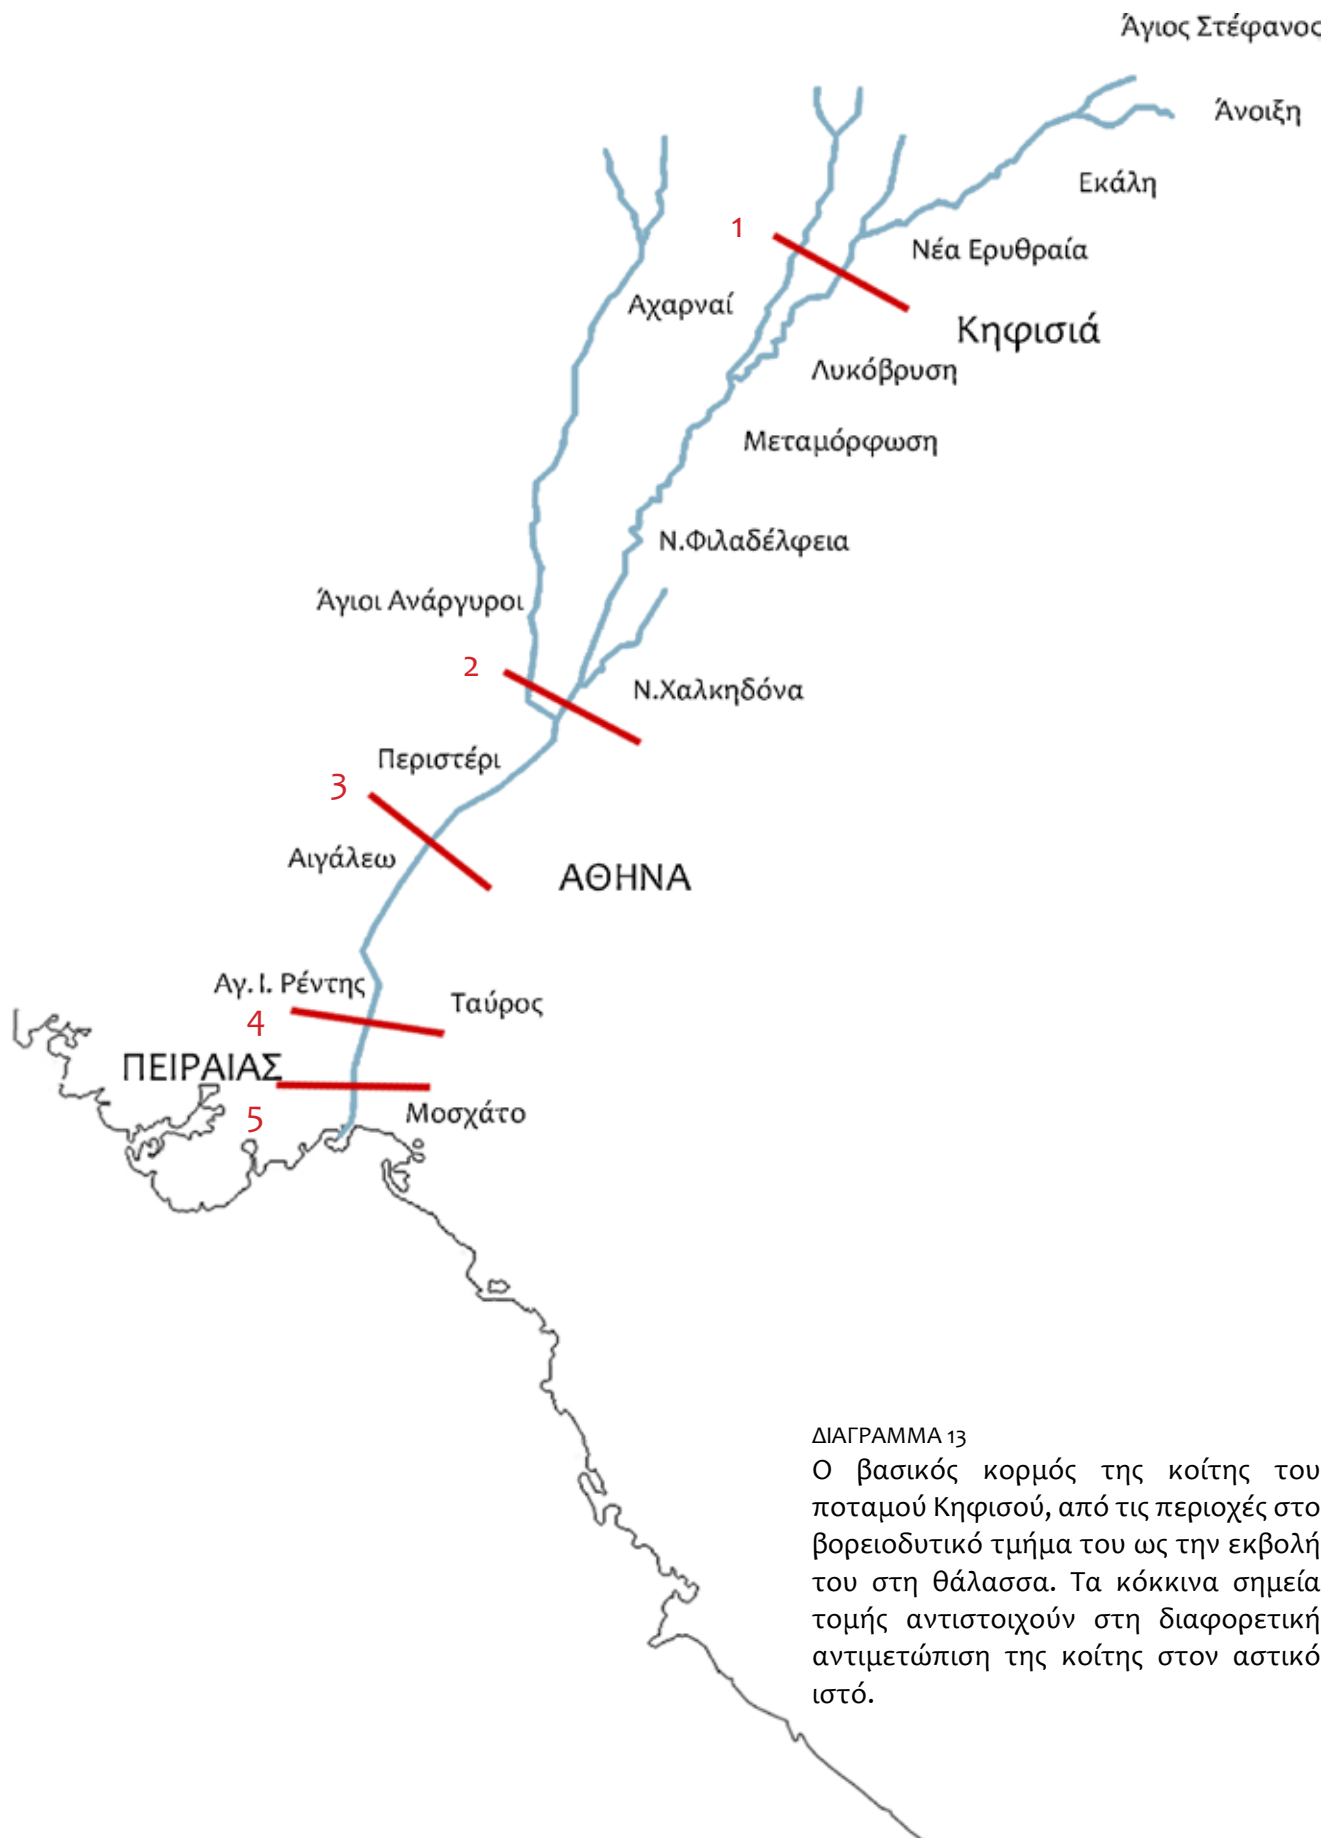 Άγιος Στέφανος
Άνοιξη
Εκάλη
1
Νέα Ερυθραία
Αχαρναί
Κηφισιά
Λυκόβρυση
Μεταμόρφωση
Ν.Φιλαδέλφεια
Άγιοι Ανάργυροι
2
Ν.Χαλκηδόνα
Περιστέρι
3
Αιγάλεω
ΑΘΗΝΑ
Αγ. Ι. Ρέντης
Ταύρος
4
ΠΕΙΡΑΙΑΣ
5
Μοσχάτο
ΔΙΑΓΡΑΜΜΑ 13
Ο βασικός κορμός της κοίτης του
ποταμού Κηφισού, από τις περιοχές στο
βορειοδυτικό τμήμα του ως την εκβολή
του στη θάλασσα. Τα κόκκινα σημεία
τομής αντιστοιχούν στη διαφορετική
αντιμετώπιση της κοίτης στον αστικό
ιστό.